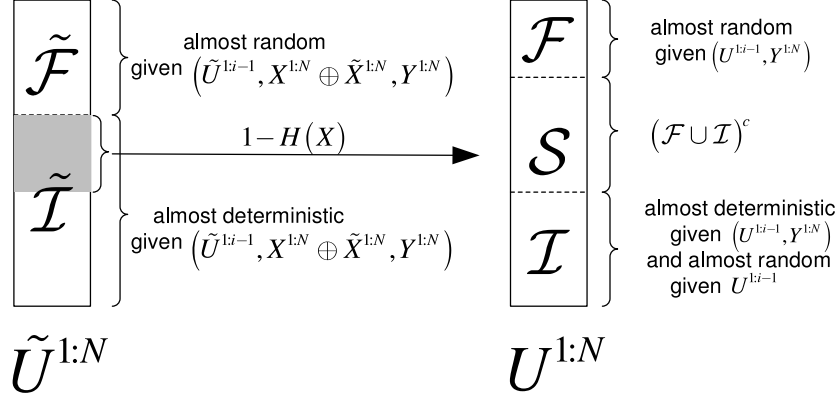 𝓕̃
almost random
given (Ũ^{1:i−1}, X^{1:N} ⊕ X̃^{1:N}, Y^{1:N})
1−H(X)
𝓘̃
almost deterministic
given (Ũ^{1:i−1}, X^{1:N} ⊕ X̃^{1:N}, Y^{1:N})
Ũ^{1:N}
𝓕
almost random
given (U^{1:i−1}, Y^{1:N})
𝓢
(𝓕 ∪ 𝓘)^c
𝓘
almost deterministic
given (U^{1:i−1}, Y^{1:N})
and almost random
given U^{1:i−1}
U^{1:N}